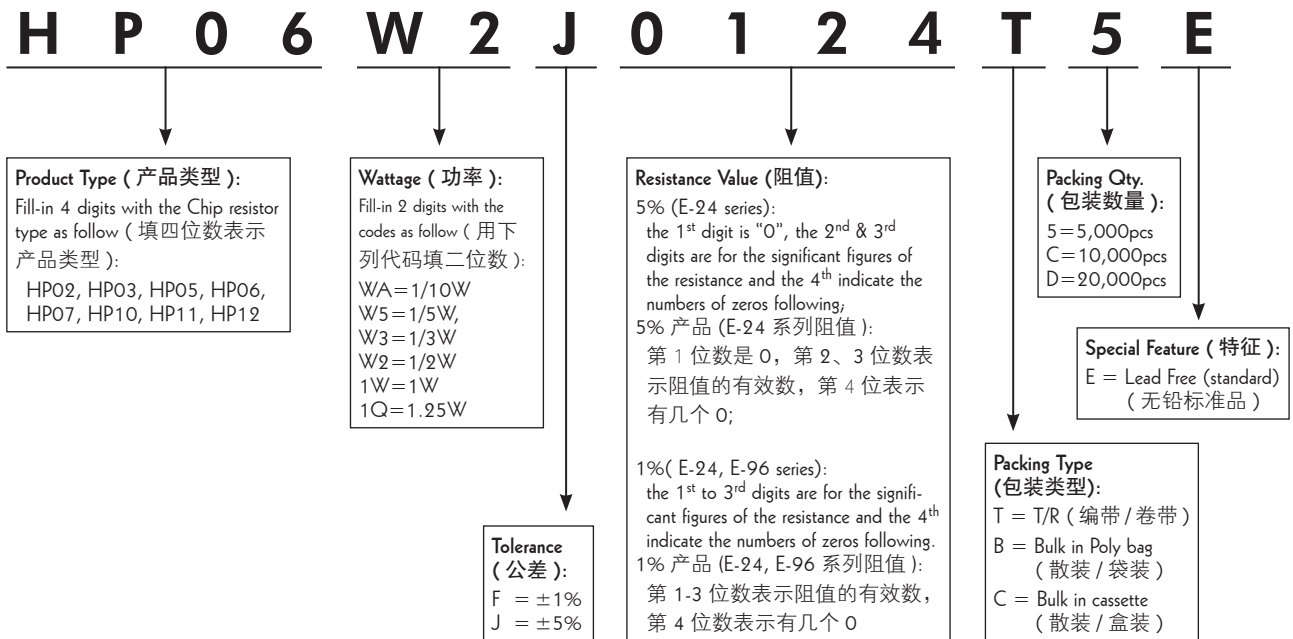 H P 0 6 W 2 J 0 1 2 4 T 5 E
Product Type ( 产品类型 ):
Fill-in 4 digits with the Chip resistor
type as follow ( 填四位数表示
产品类型 ):
HP02, HP03, HP05, HP06,
HP07, HP10, HP11, HP12
Wattage ( 功率 ):
Fill-in 2 digits with the
codes as follow ( 用下
列代码填二位数 ):
WA=1/10W
W5=1/5W,
W3=1/3W
W2=1/2W
1W=1W
1Q=1.25W
Tolerance
( 公差 ):
F = ±1%
J = ±5%
Resistance Value (阻值):
5% (E-24 series):
the 1st digit is “0”, the 2nd & 3rd
digits are for the significant figures of
the resistance and the 4th indicate the
numbers of zeros following;
5% 产品 (E-24 系列阻值 ):
第 1 位数是 0，第 2、3 位数表
示阻值的有效数，第 4 位表示
有几个 0;
1%( E-24, E-96 series):
the 1st to 3rd digits are for the signifi-
cant figures of the resistance and the 4th
indicate the numbers of zeros following.
1% 产品 (E-24, E-96 系列阻值 ):
第 1-3 位数表示阻值的有效数，
第 4 位数表示有几个 0
Packing Type
(包装类型):
T = T/R ( 编带 / 卷带 )
B = Bulk in Poly bag
( 散装 / 袋装 )
C = Bulk in cassette
( 散装 / 盒装 )
Packing Qty.
( 包装数量 ):
5=5,000pcs
C=10,000pcs
D=20,000pcs
Special Feature ( 特征 ):
E = Lead Free (standard)
( 无铅标准品 )